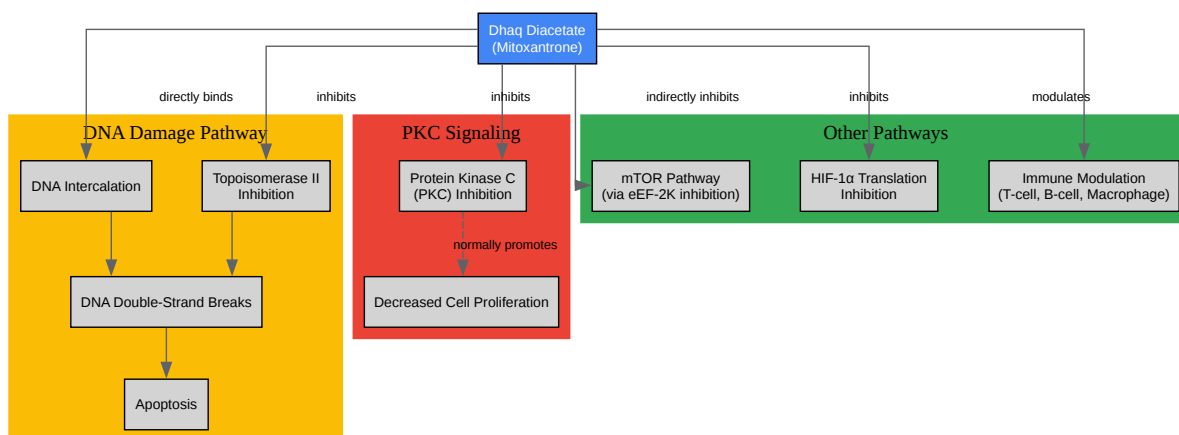 Dhaq Diacetate
(Mitoxantrone)
directly binds
inhibits
inhibits
indirectly inhibits
inhibits
modulates
DNA Damage Pathway
PKC Signaling
Other Pathways
DNA Intercalation
Topoisomerase II
Inhibition
Protein Kinase C
(PKC) Inhibition
mTOR Pathway
(via eEF-2K inhibition)
HIF-1α Translation
Inhibition
Immune Modulation
(T-cell, B-cell, Macrophage)
normally promotes
DNA Double-Strand Breaks
Decreased Cell Proliferation
Apoptosis